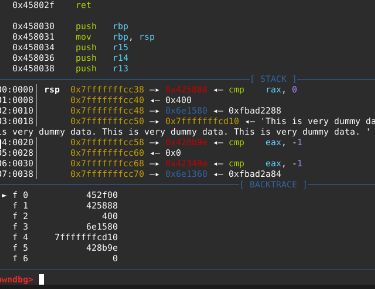 0x45802f ret
0x458030 push rbp
0x458031 mov rbp, rsp
0x458034 push r15
0x458036 push r14
0x458038 push r13
[ STACK ]
00:0000│ rsp 0x7fffffffcc38 —▸ ◂— cmp rax, 0
01:0008│ 0x7fffffffcc40 ◂— 0x400
02:0010│ 0x7fffffffcc48 —▸ 0x6e1580 ◂— 0xfbad2288
03:0018│ 0x7fffffffcc50 —▸ 0x7fffffffcd10 ◂— 'This is very dummy da
is very dummy data. This is very dummy data. This is very dummy data. '
04:0020│ 0x7fffffffcc58 —▸ ◂— cmp eax, -1
05:0028│ 0x7fffffffcc60 ◂— 0x0
06:0030│ 0x7fffffffcc68 —▸ ◂— cmp eax, -1
07:0038│ 0x7fffffffcc70 —▸ 0x6e1360 ◂— 0xfbad2a84
[ BACKTRACE ]
► f 0 452f00
f 1 425888
f 2 400
f 3 6e1580
f 4 7fffffffcd10
f 5 428b9e
f 6 0
pwndbg>